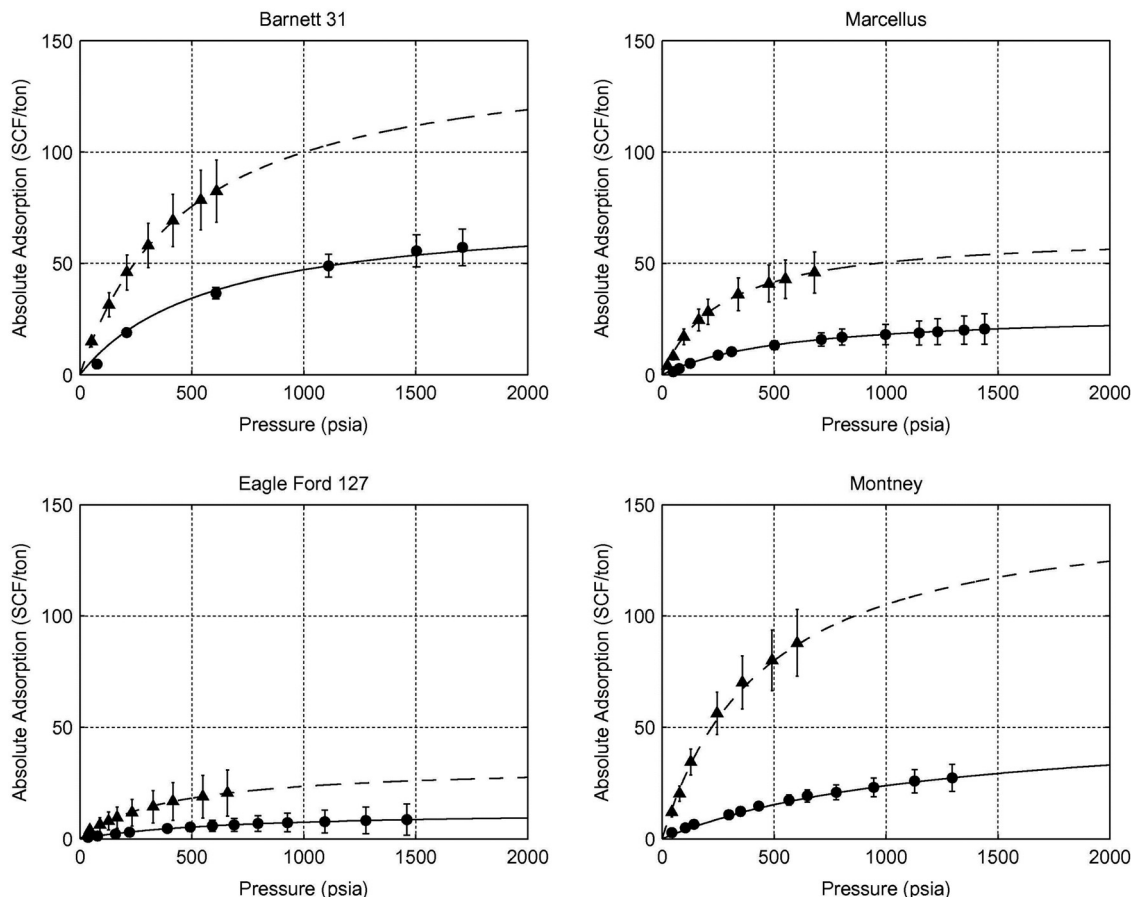 Barnett 31
Absolute Adsorption (SCF/ton)
150
100
50
0
0 500 1000 1500 2000
Pressure (psia)
Marcellus
Absolute Adsorption (SCF/ton)
150
100
50
0
0 500 1000 1500 2000
Pressure (psia)
Eagle Ford 127
Absolute Adsorption (SCF/ton)
150
100
50
0
0 500 1000 1500 2000
Pressure (psia)
Montney
Absolute Adsorption (SCF/ton)
150
100
50
0
0 500 1000 1500 2000
Pressure (psia)